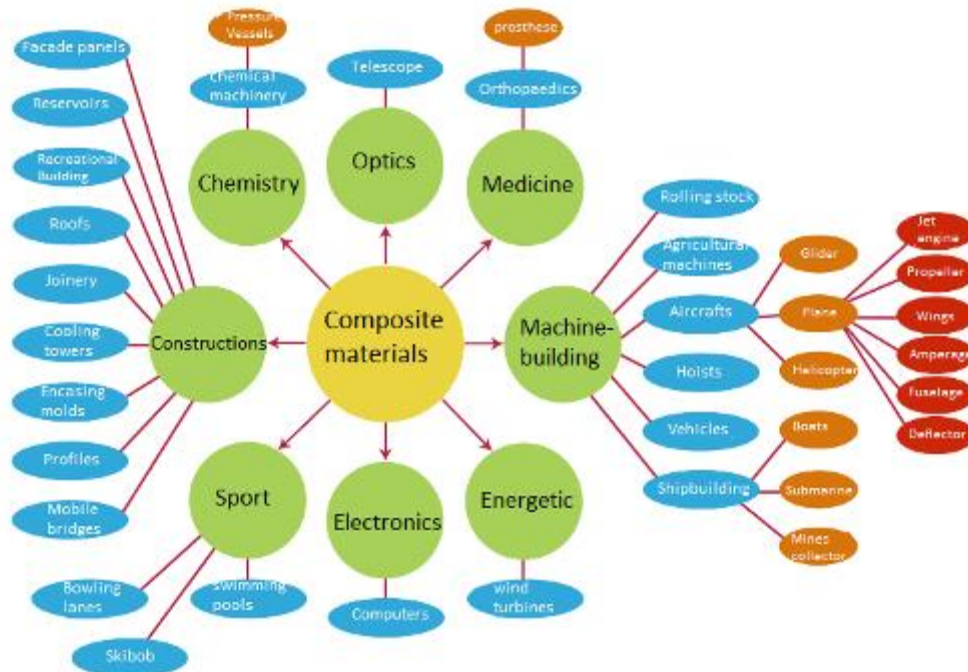 Pressure
Vessels
prosthese
Facade panels
chemical
machinery
Telescope
Orthopaedics
Reservoirs
Recreational
Building
Chemistry
Optics
Medicine
Rolling stock
Roofs
Agricultural
machines
Glider
Jet
engine
Propeller
Joinery
Composite
materials
Constructions
Machine-
building
Aircrafts
Plane
Wings
Cooling
towers
Hoists
Helicopter
Amperage
Encasing
molds
Fuselage
Vehicles
Boats
Deflector
Profiles
Sport
Electronics
Energetic
Shipbuilding
Submarine
Mobile
bridges
Mines
collector
Bowling
lanes
swimming
pools
Computers
wind
turbines
Skibob